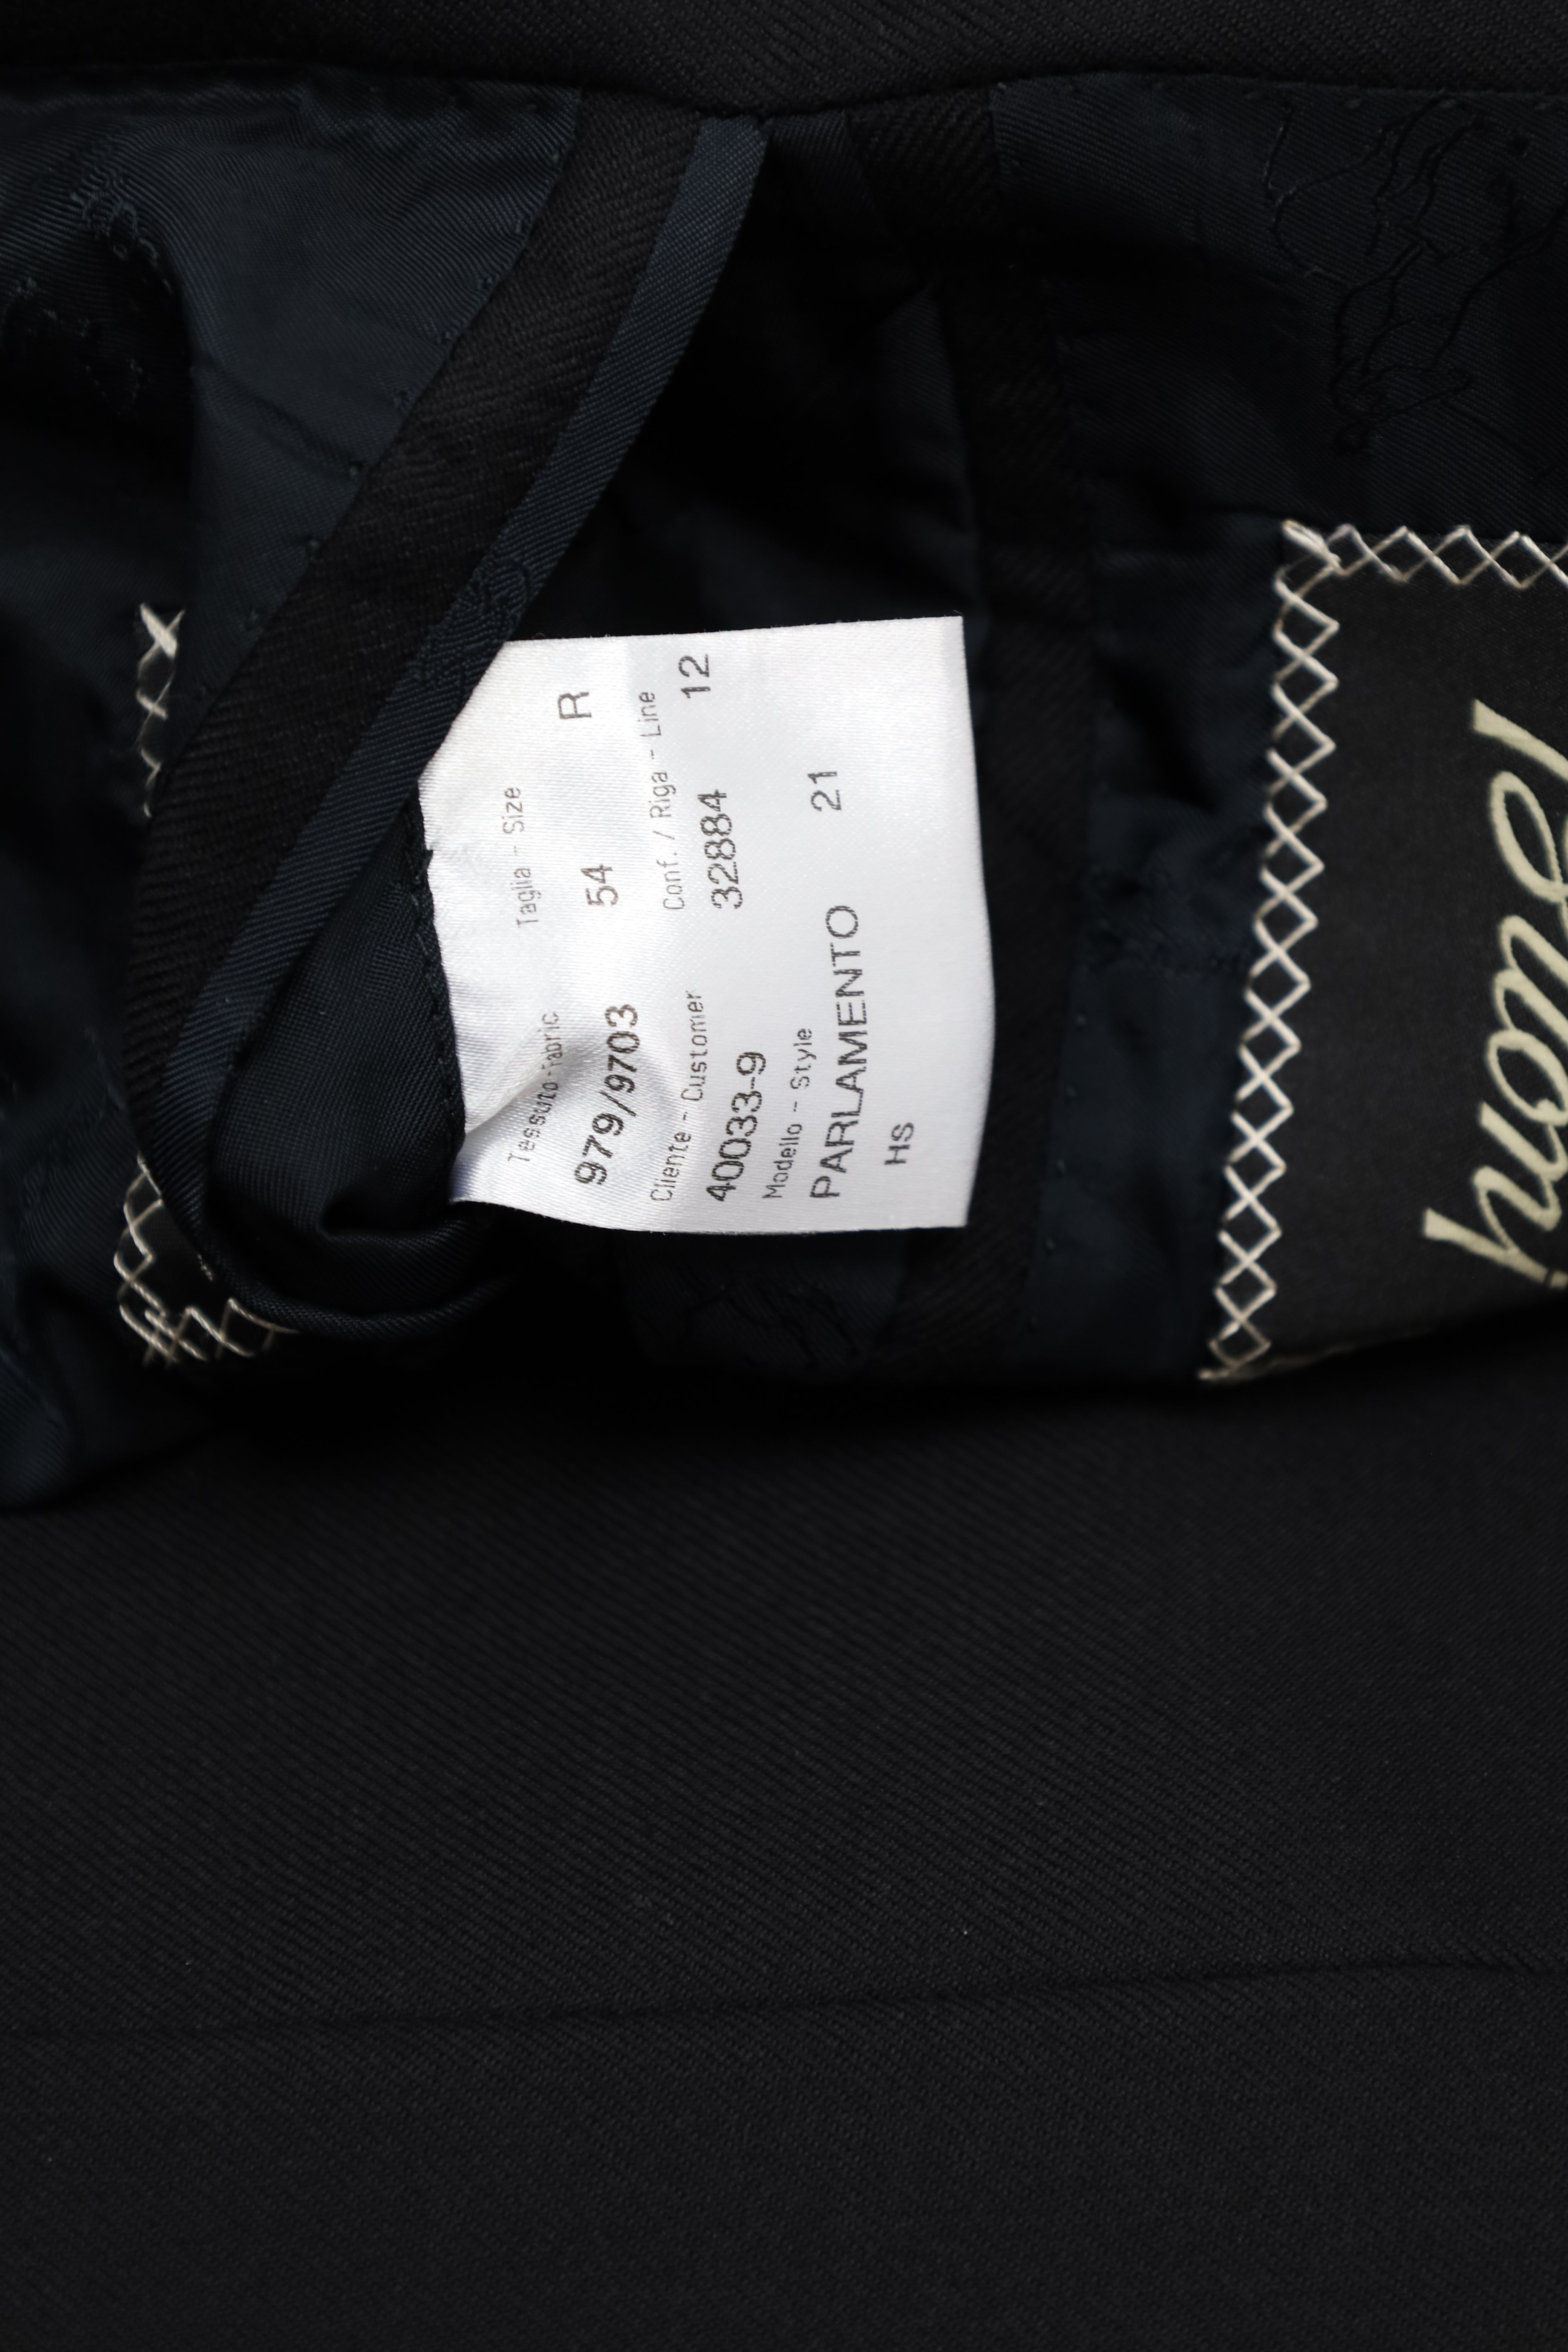 Tessuto-Fabric Taglia - Size
979/9703 54 R
Cliente - Customer Conf. / Riga - Line
40033-9 32884 12
Modello - Style
PARLAMENTO 21
HS